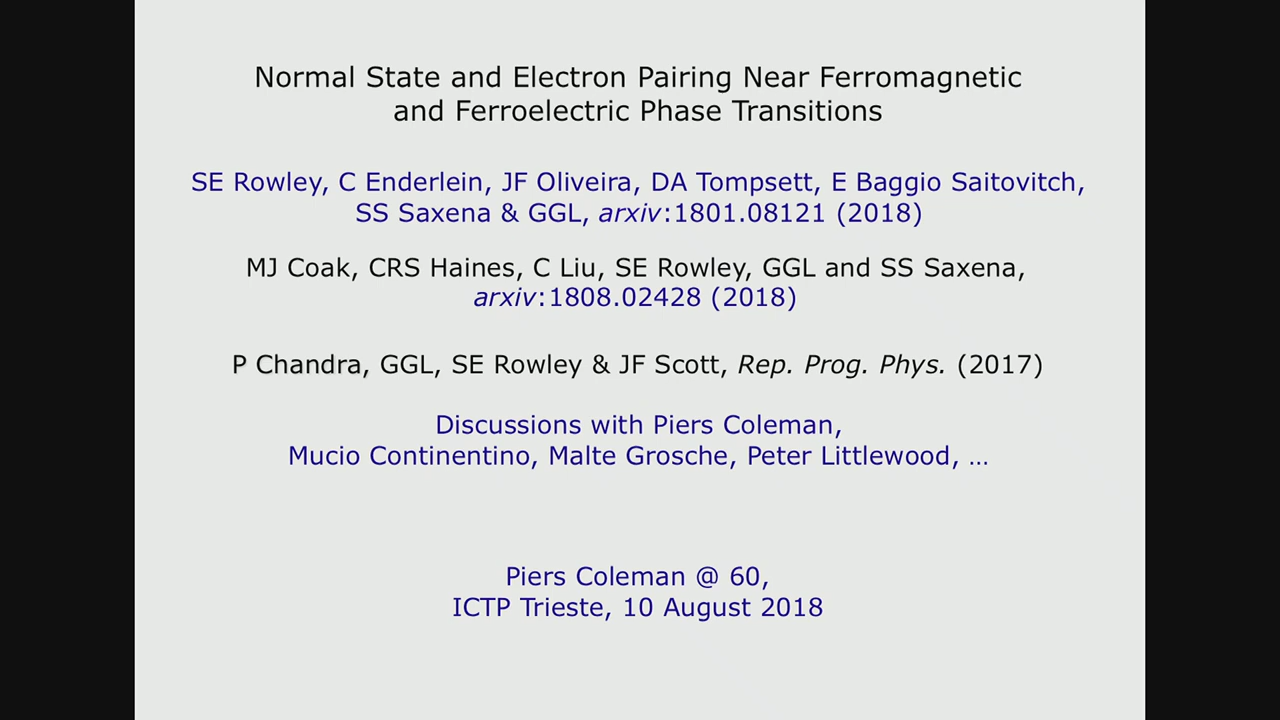 Normal State and Electron Pairing Near Ferromagnetic
and Ferroelectric Phase Transitions
SE Rowley, C Enderlein, JF Oliveira, DA Tompsett, E Baggio Saitovitch,
SS Saxena & GGL, arxiv:1801.08121 (2018)
MJ Coak, CRS Haines, C Liu, SE Rowley, GGL and SS Saxena,
arxiv:1808.02428 (2018)
P Chandra, GGL, SE Rowley & JF Scott, Rep. Prog. Phys. (2017)
Discussions with Piers Coleman,
Mucio Continentino, Malte Grosche, Peter Littlewood, …
Piers Coleman @ 60,
ICTP Trieste, 10 August 2018